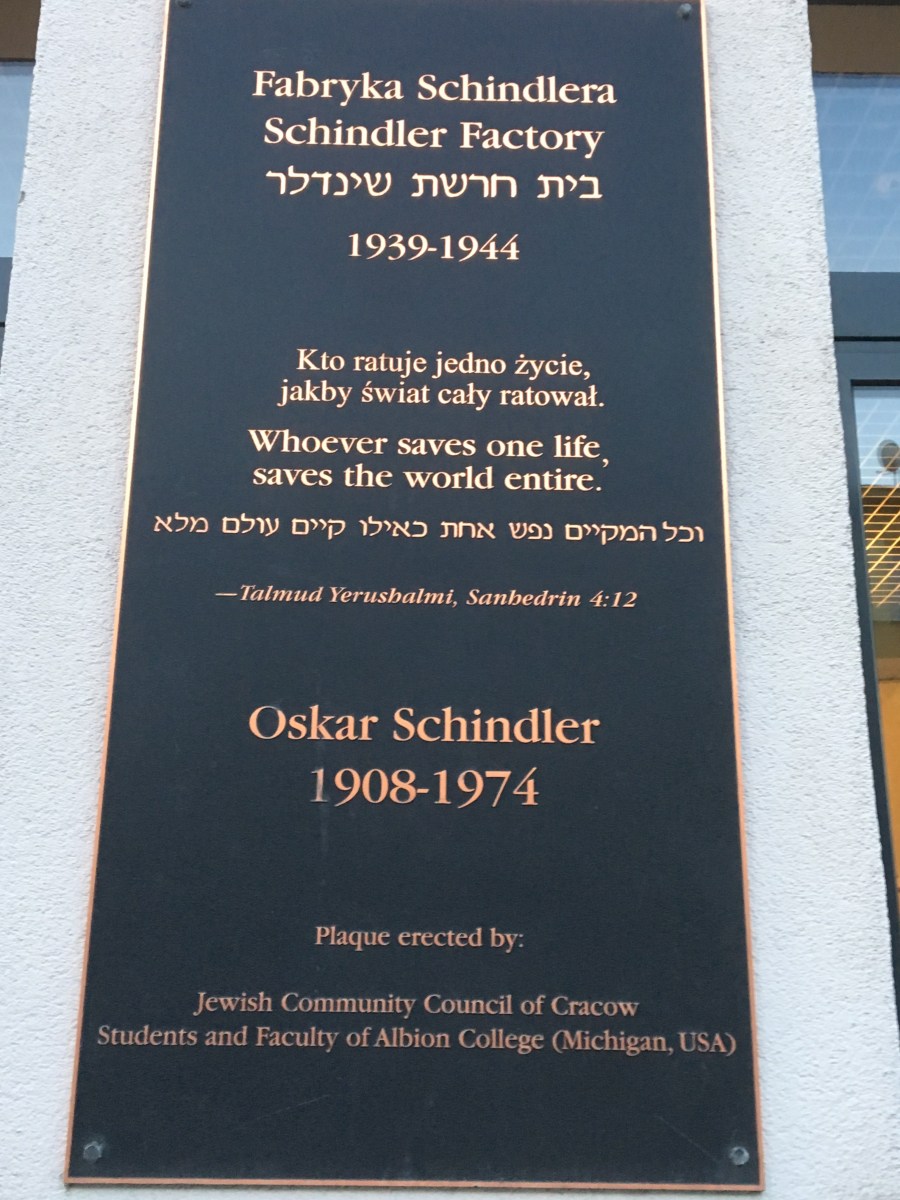 Fabryka Schindlera
Schindler Factory
בית חרשת שינדלר
1939-1944
Kto ratuje jedno życie,
jakby świat cały ratował.
Whoever saves one life,
saves the world entire.
וכל המקיים נפש אחת כאילו קיים עולם מלא
—Talmud Yerushalmi, Sanhedrin 4:12
Oskar Schindler
1908-1974
Plaque erected by:
Jewish Community Council of Cracow
Students and Faculty of Albion College (Michigan, USA)